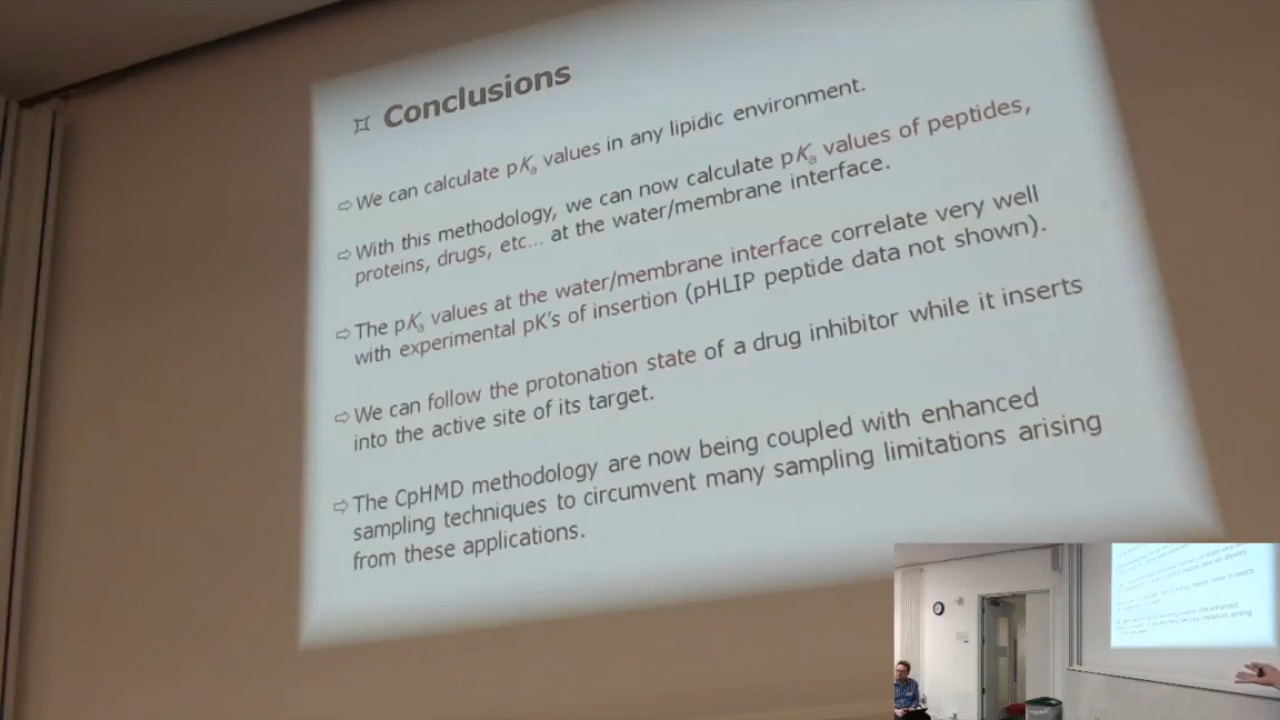 ¤ Conclusions
⇨ We can calculate pKa values in any lipidic environment.
⇨ With this methodology, we can now calculate pKa values of peptides,
proteins, drugs, etc... at the water/membrane interface.
⇨ The pKa values at the water/membrane interface correlate very well
with experimental pK's of insertion (pHLIP peptide data not shown).
⇨ We can follow the protonation state of a drug inhibitor while it inserts
into the active site of its target.
⇨ The CpHMD methodology are now being coupled with enhanced
sampling techniques to circumvent many sampling limitations arising
from these applications.